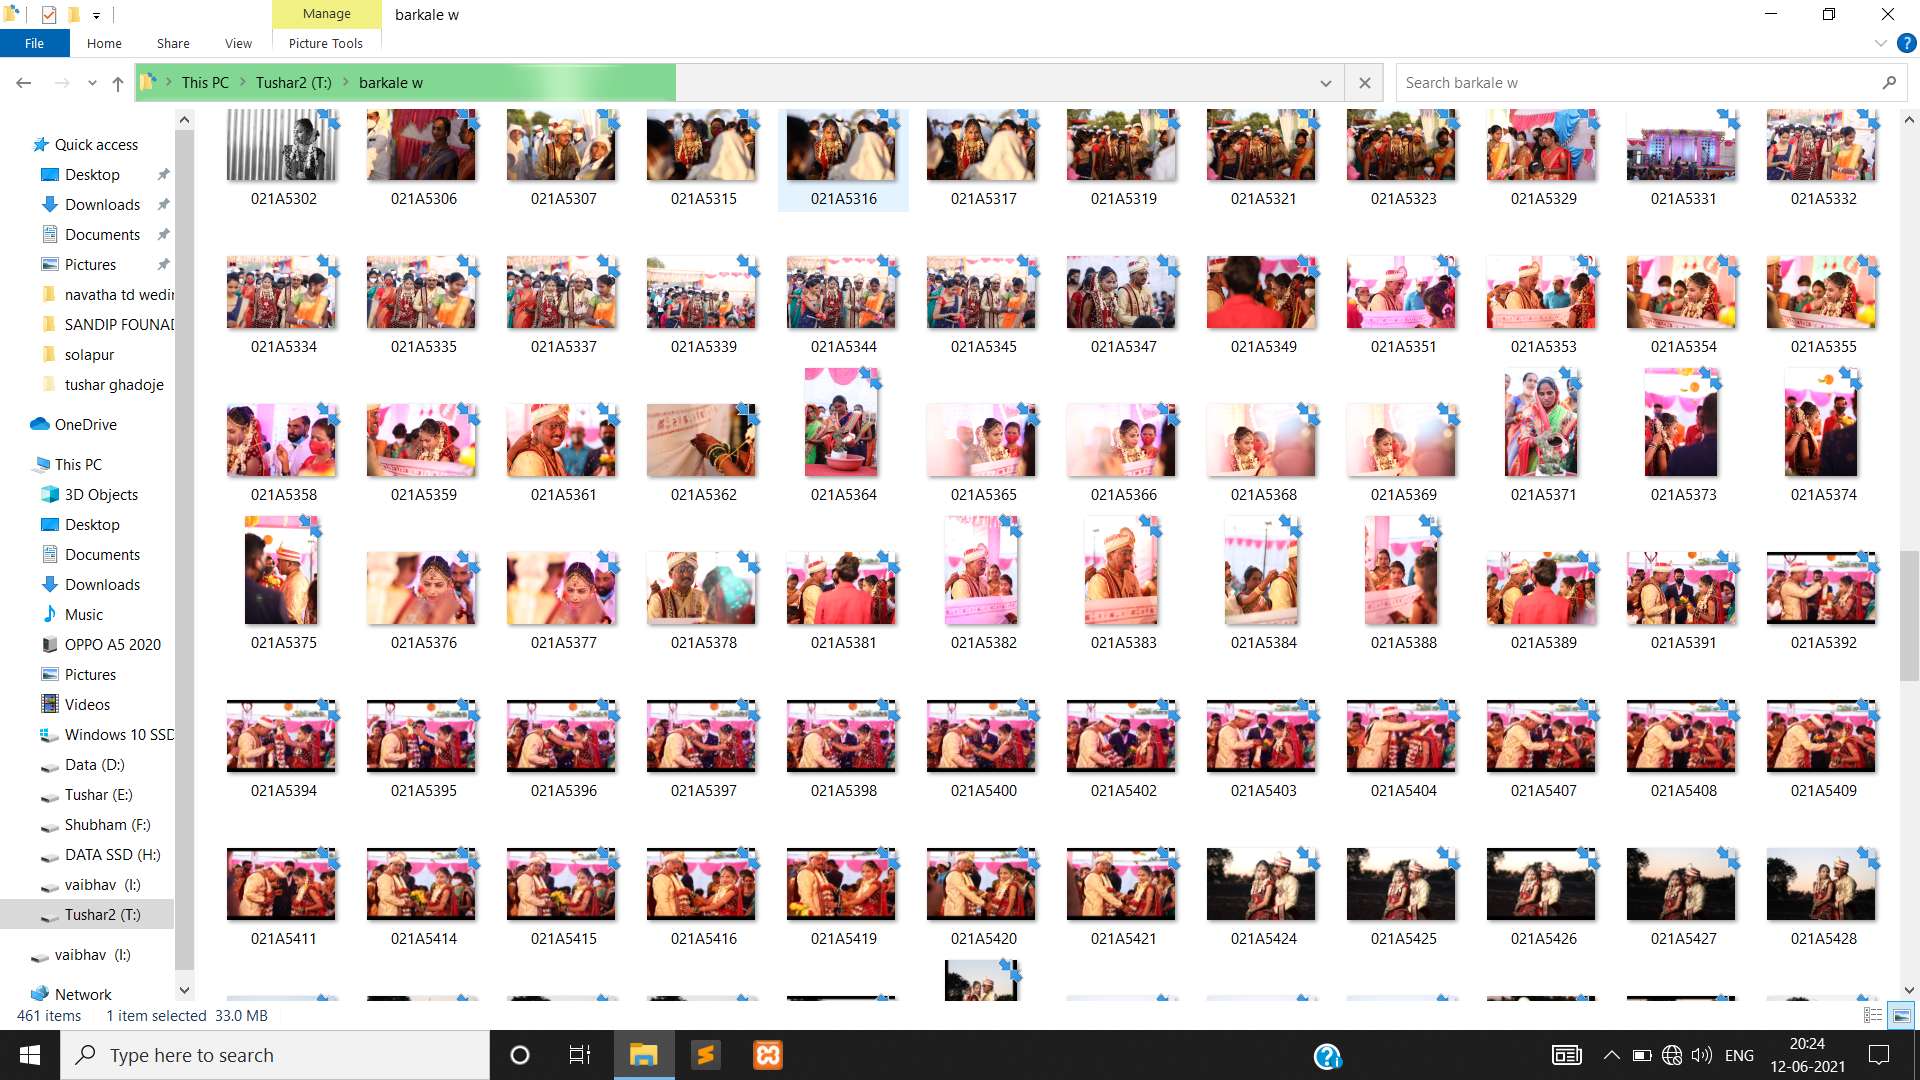 Manage
barkale w
File
Home
Share
View
Picture Tools
This PC
Tushar2 (T:)
barkale w
Search barkale w
Quick access
Desktop
Downloads
Documents
Pictures
navatha td wedir
SANDIP FOUNAD
solapur
tushar ghadoje
OneDrive
This PC
3D Objects
Desktop
Documents
Downloads
Music
OPPO A5 2020
Pictures
Videos
Windows 10 SSD
Data (D:)
Tushar (E:)
Shubham (F:)
DATA SSD (H:)
vaibhav (I:)
Tushar2 (T:)
vaibhav (I:)
Network
021A5302 021A5306 021A5307 021A5315 021A5316 021A5317 021A5319 021A5321 021A5323 021A5329 021A5331 021A5332
021A5334 021A5335 021A5337 021A5339 021A5344 021A5345 021A5347 021A5349 021A5351 021A5353 021A5354 021A5355
021A5358 021A5359 021A5361 021A5362 021A5364 021A5365 021A5366 021A5368 021A5369 021A5371 021A5373 021A5374
021A5375 021A5376 021A5377 021A5378 021A5381 021A5382 021A5383 021A5384 021A5388 021A5389 021A5391 021A5392
021A5394 021A5395 021A5396 021A5397 021A5398 021A5400 021A5402 021A5403 021A5404 021A5407 021A5408 021A5409
021A5411 021A5414 021A5415 021A5416 021A5419 021A5420 021A5421 021A5424 021A5425 021A5426 021A5427 021A5428
461 items 1 item selected 33.0 MB
Type here to search
ENG
20:24
12-06-2021